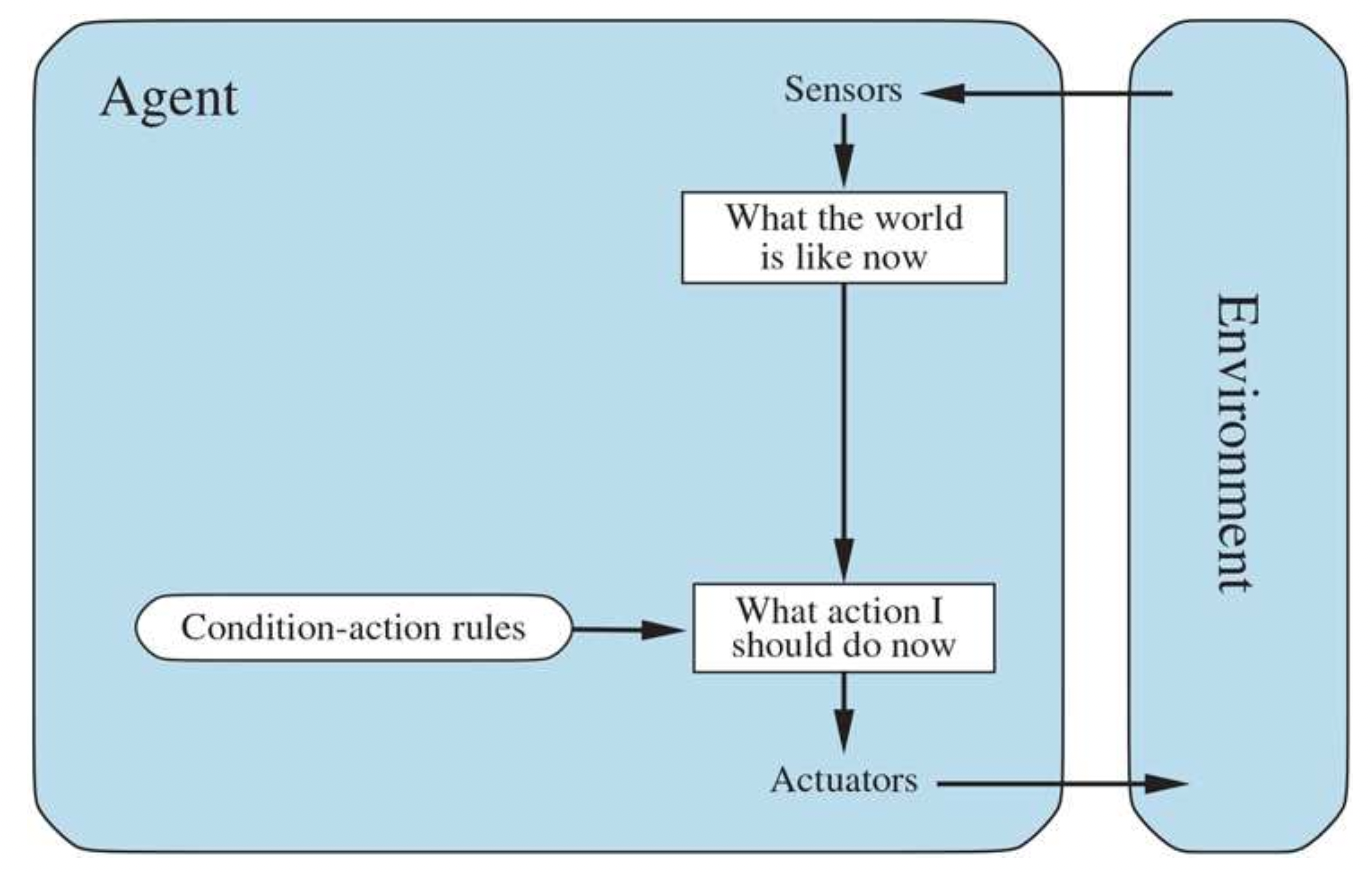 Agent
Sensors
What the world
is like now
Environment
Condition-action rules
What action I
should do now
Actuators